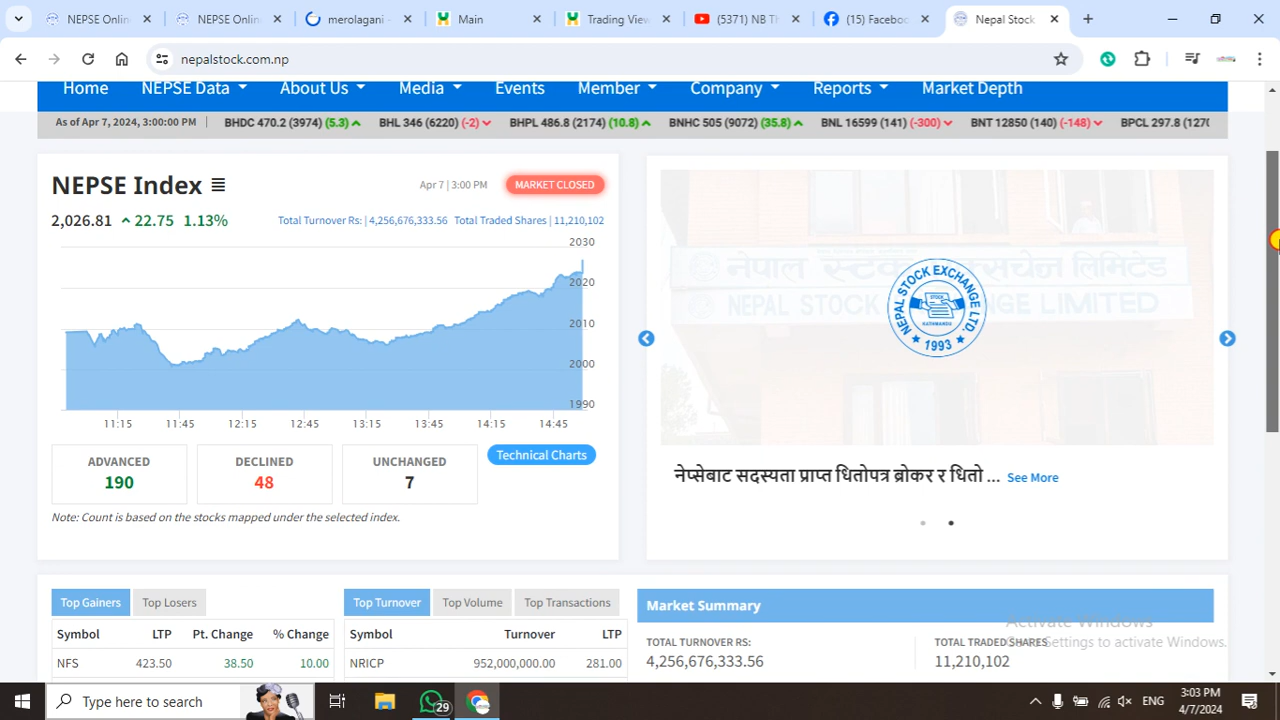 NEPSE Onlin
NEPSE Onlin
merolagani -
Main
Trading View
(5371) NB Th
(15) Facebook
Nepal Stock
nepalstock.com.np
Home NEPSE Data About Us Media Events Member Company Reports Market Depth
As of Apr 7, 2024, 3:00:00 PM BHDC 470.2 (3974) (5.3) BHL 346 (6220) (-2) BHPL 486.8 (2174) (10.8) BNHC 505 (9072) (35.8) BNL 16599 (141) (-300) BNT 12850 (140) (-148) BPCL 297.8 (1270
NEPSE Index
Apr 7 | 3:00 PM MARKET CLOSED
2,026.81 22.75 1.13% Total Turnover Rs: | 4,256,676,333.56 Total Traded Shares | 11,210,102
2030
2020
2010
2000
1990
11:15 11:45 12:15 12:45 13:15 13:45 14:15 14:45
ADVANCED
190
DECLINED
48
UNCHANGED
7
Technical Charts
Note: Count is based on the stocks mapped under the selected index.
NEPAL STOCK EXCHANGE LTD.
STOCK
KATHMANDU
1993
नेप्सेबाट सदस्यता प्राप्त धितोपत्र ब्रोकर र धितो ... See More
Top Gainers Top Losers
Symbol LTP Pt. Change % Change
NFS 423.50 38.50 10.00
Top Turnover Top Volume Top Transactions
Symbol Turnover LTP
NRICP 952,000,000.00 281.00
Market Summary
TOTAL TURNOVER RS:
4,256,676,333.56
TOTAL TRADED SHARES
11,210,102
Activate Windows
Go to Settings to activate Windows.
Type here to search
29
ENG
3:03 PM
4/7/2024